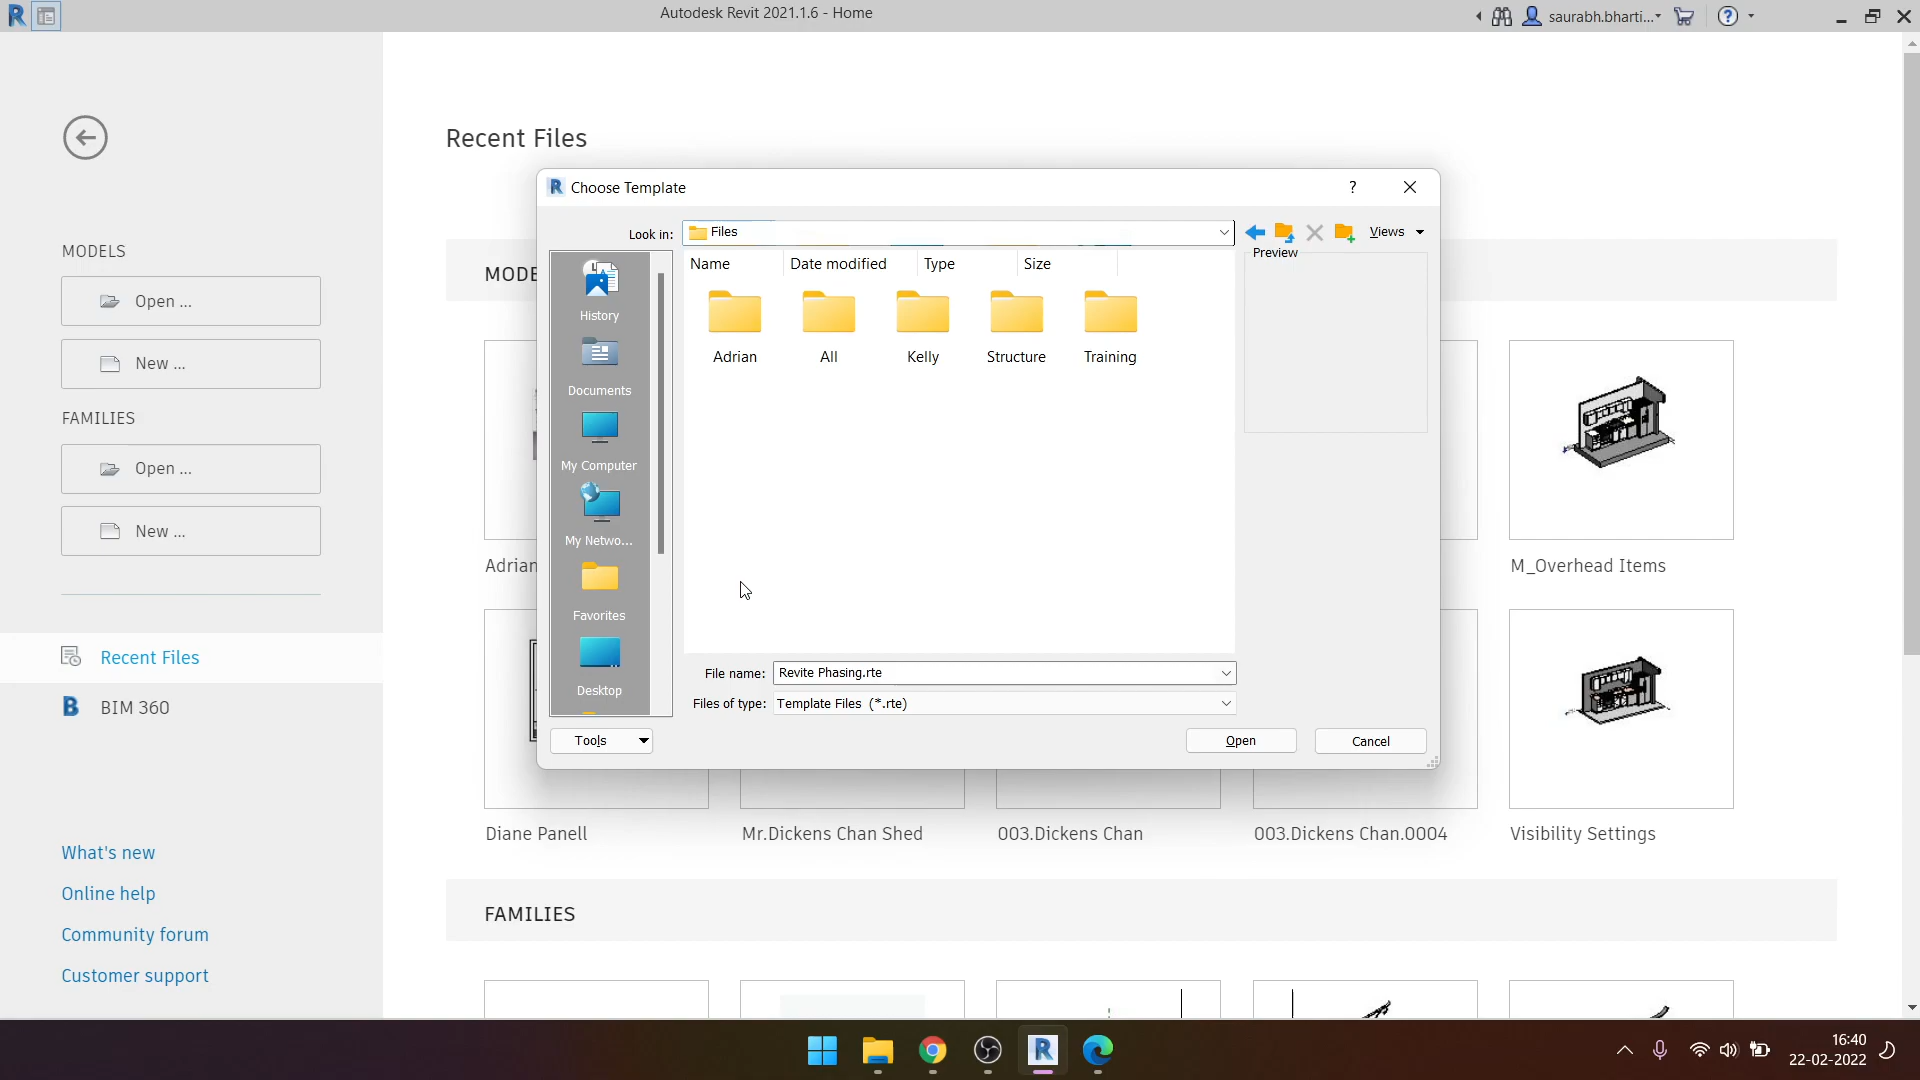 Autodesk Revit 2021.1.6 - Home
saurabh.bharti...
Recent Files
MODELS
Open ...
New ...
FAMILIES
Open ...
New ...
Recent Files
BIM 360
What's new
Online help
Community forum
Customer support
MODE
Adrian
M_Overhead Items
Diane Panell
Mr.Dickens Chan Shed
003.Dickens Chan
003.Dickens Chan.0004
Visibility Settings
FAMILIES
Choose Template
?
Look in:
Files
Views
Preview
Name
Date modified
Type
Size
History
Documents
My Computer
My Netwo...
Favorites
Desktop
Adrian
All
Kelly
Structure
Training
File name:
Revite Phasing.rte
Files of type:
Template Files (*.rte)
Tools
Open
Cancel
16:40
22-02-2022